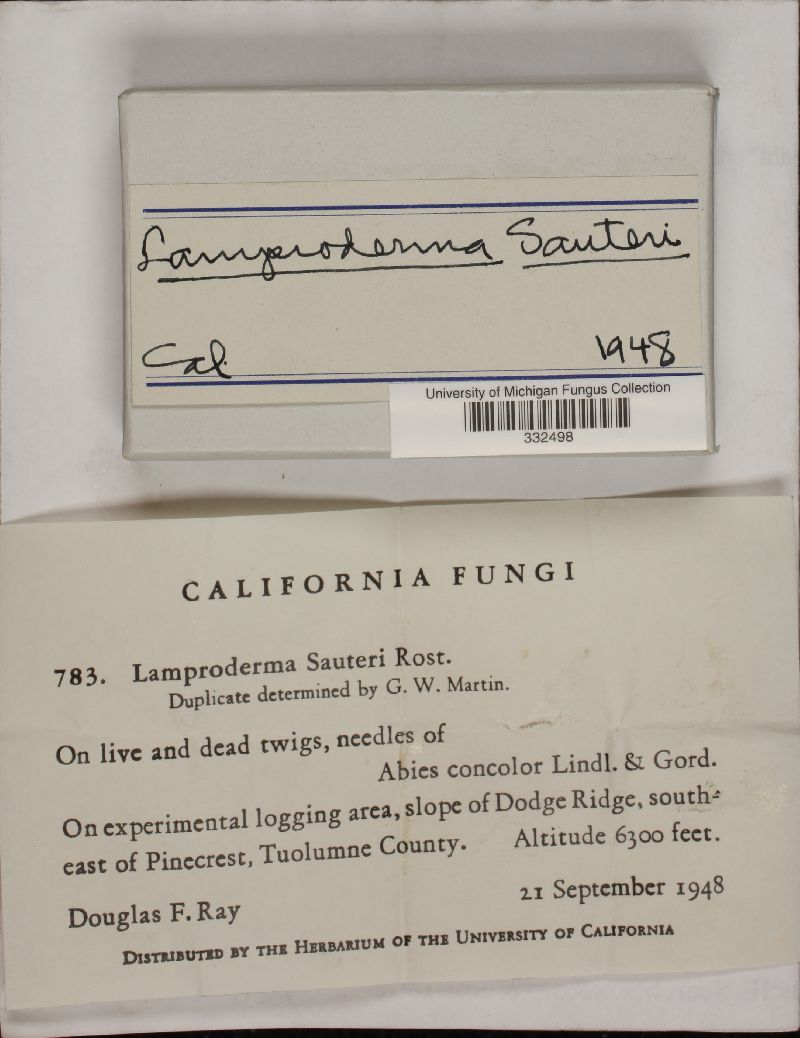 Lamproderma Sauteri
Cal. 1948
University of Michigan Fungus Collection
332498
CALIFORNIA FUNGI
783. Lamproderma Sauteri Rost.
Duplicate determined by G. W. Martin.
On live and dead twigs, needles of
Abies concolor Lindl. & Gord.
On experimental logging area, slope of Dodge Ridge, south-
east of Pinecrest, Tuolumne County. Altitude 6300 feet.
21 September 1948
Douglas F. Ray
DISTRIBUTED BY THE HERBARIUM OF THE UNIVERSITY OF CALIFORNIA